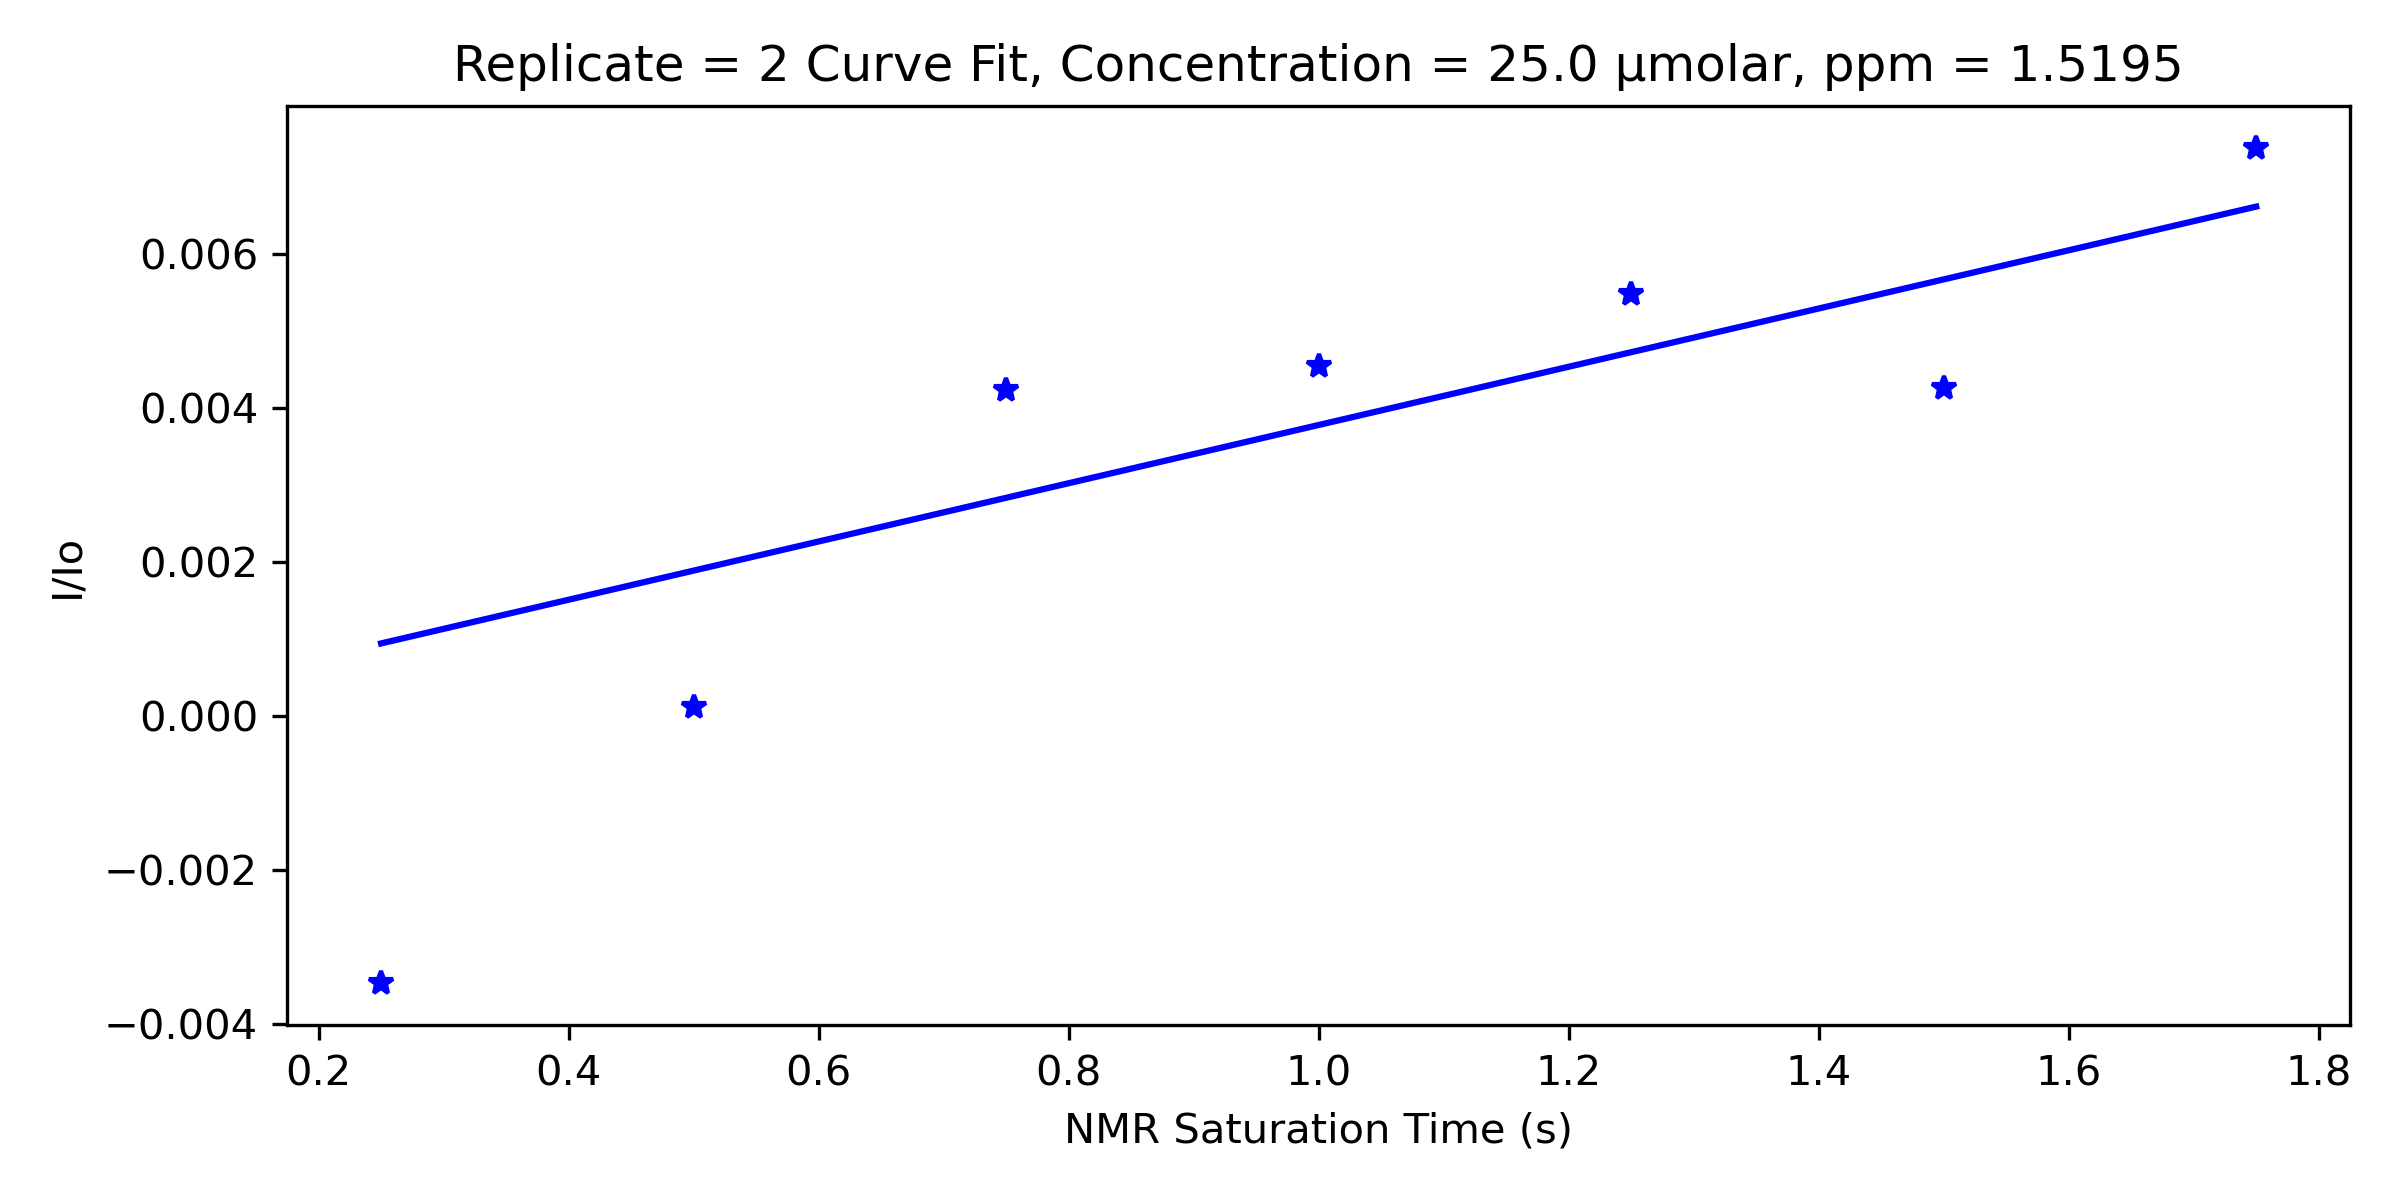 Replicate = 2 Curve Fit, Concentration = 25.0 µmolar, ppm = 1.5195
I/Io
0.006
0.004
0.002
0.000
−0.002
−0.004
0.2 0.4 0.6 0.8 1.0 1.2 1.4 1.6 1.8
NMR Saturation Time (s)